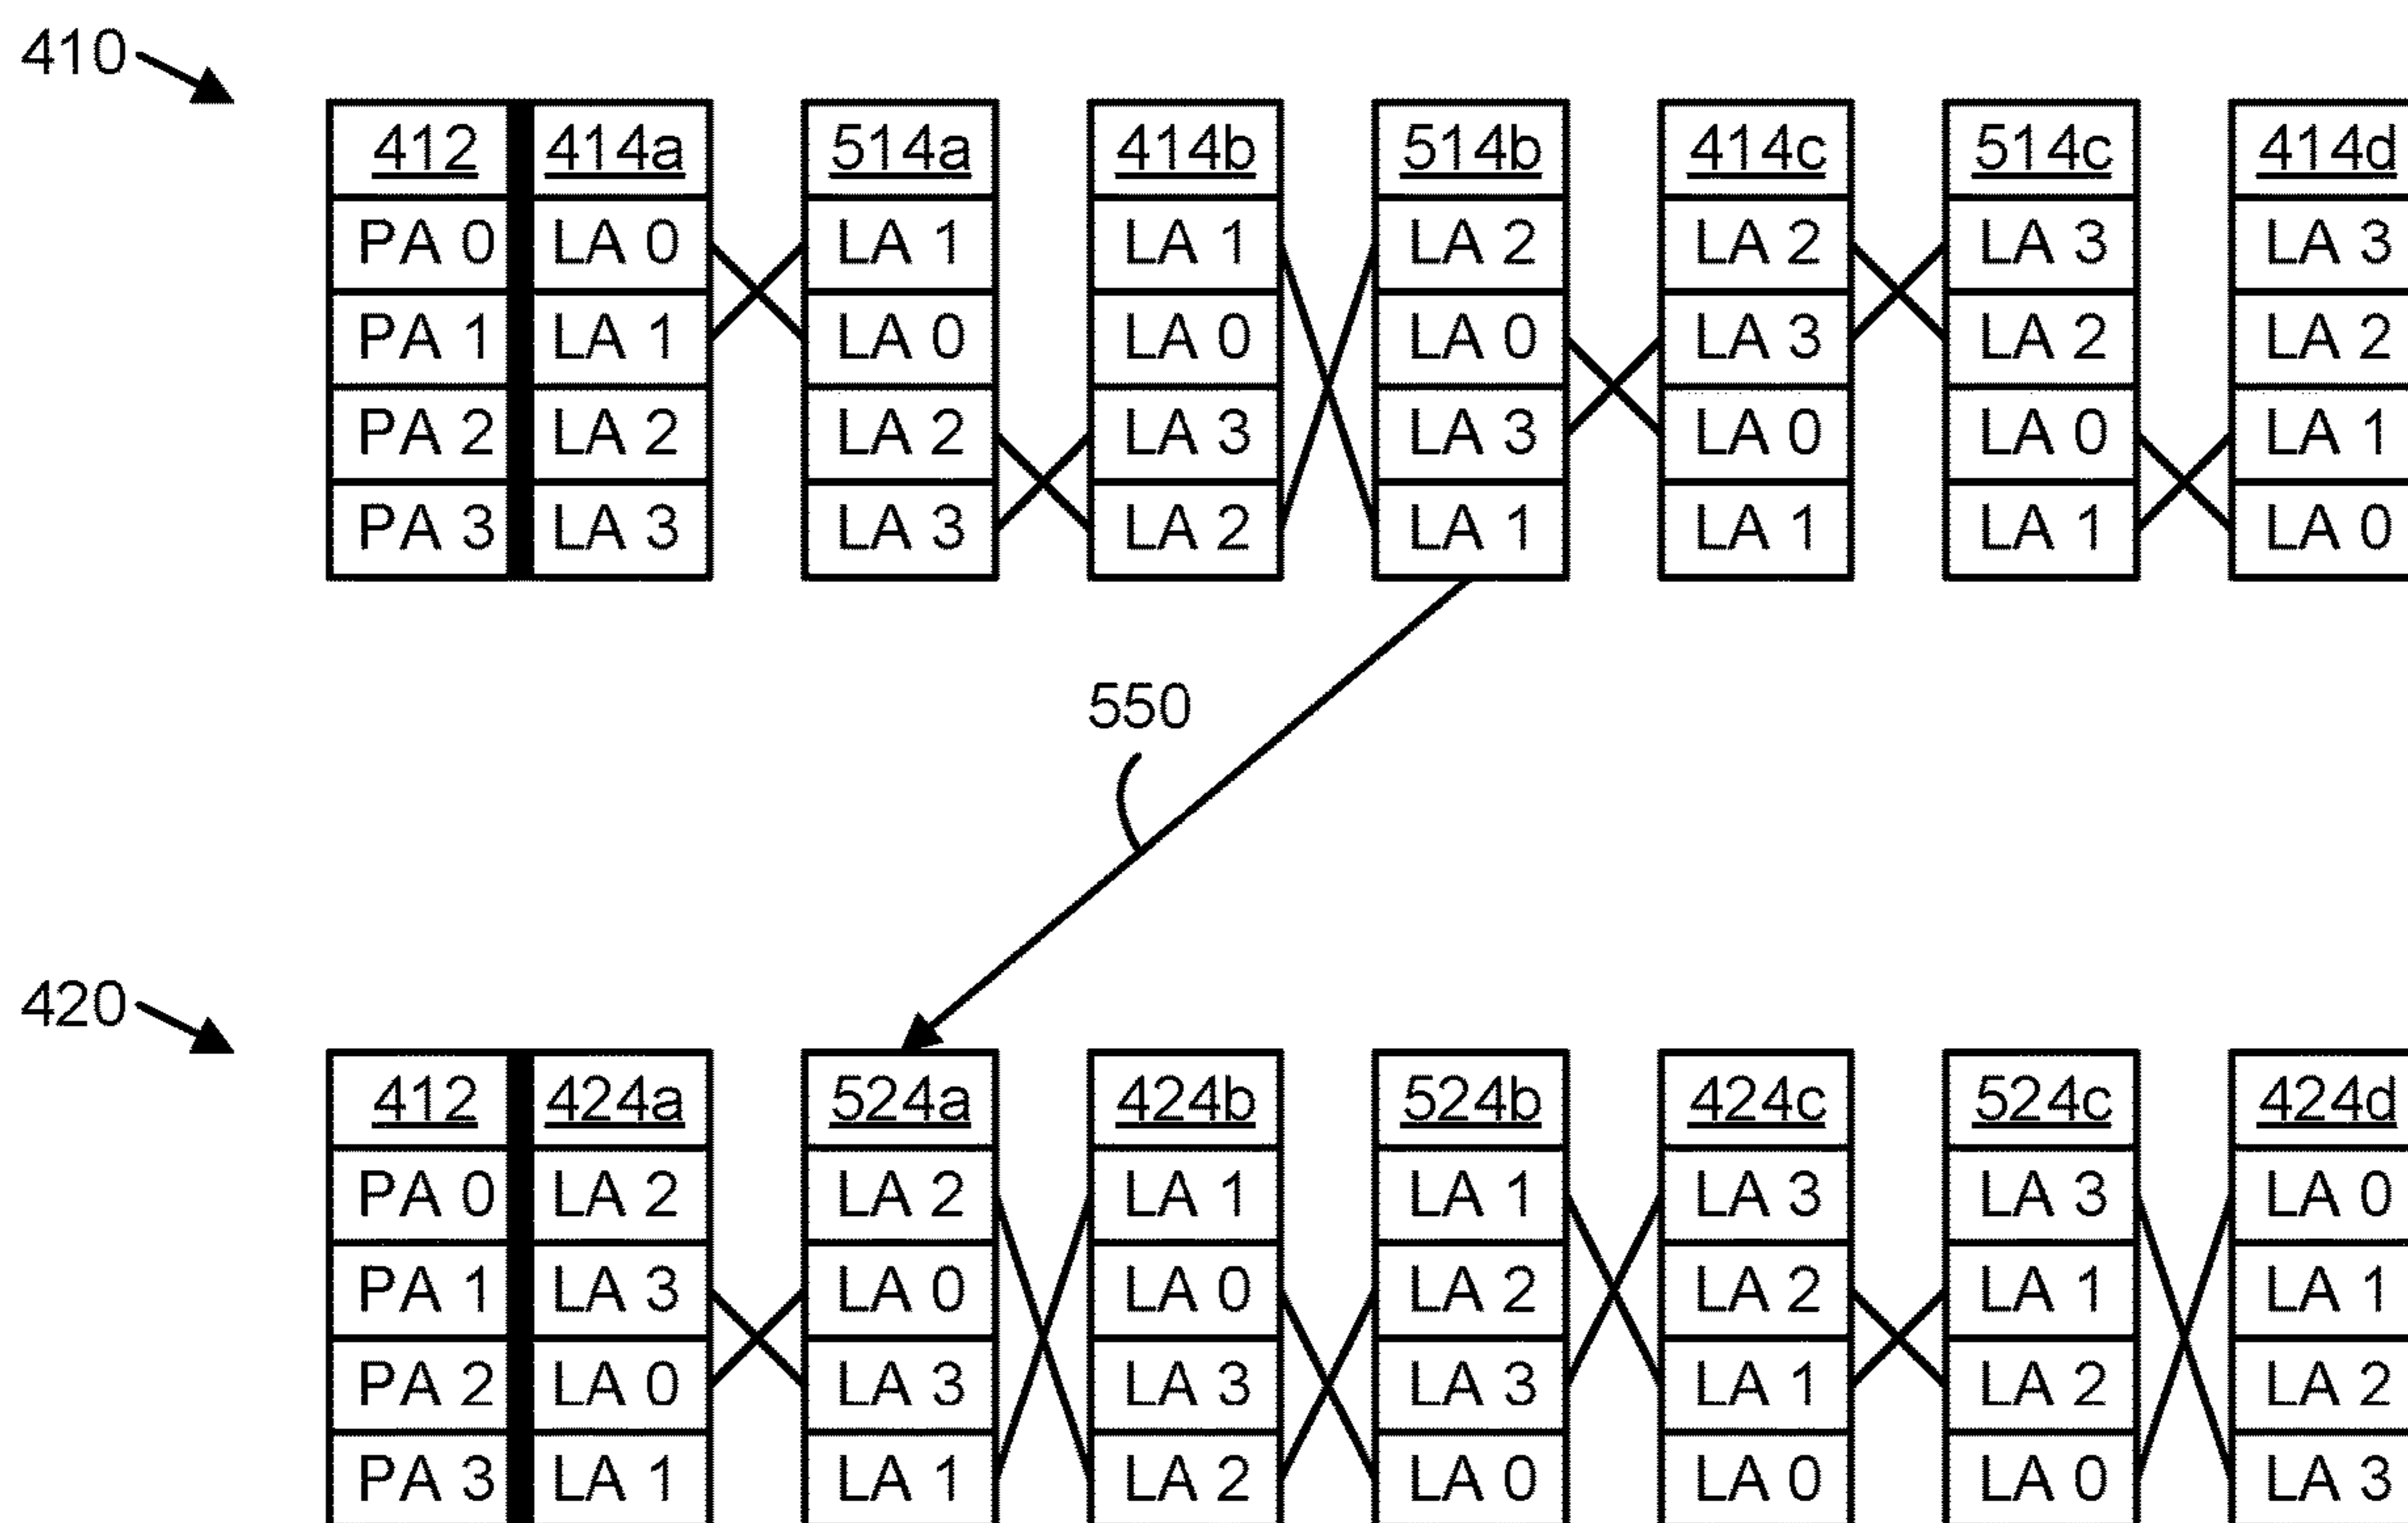 410
412 414a 514a 414b 514b 414c 514c 414d
PA 0 LA 0 LA 1 LA 1 LA 2 LA 2 LA 3 LA 3
PA 1 LA 1 LA 0 LA 0 LA 0 LA 3 LA 2 LA 2
PA 2 LA 2 LA 2 LA 3 LA 3 LA 0 LA 0 LA 1
PA 3 LA 3 LA 3 LA 2 LA 1 LA 1 LA 1 LA 0
550
420
412 424a 524a 424b 524b 424c 524c 424d
PA 0 LA 2 LA 2 LA 1 LA 1 LA 3 LA 3 LA 0
PA 1 LA 3 LA 0 LA 0 LA 2 LA 2 LA 1 LA 1
PA 2 LA 0 LA 3 LA 3 LA 3 LA 1 LA 2 LA 2
PA 3 LA 1 LA 1 LA 2 LA 0 LA 0 LA 0 LA 3